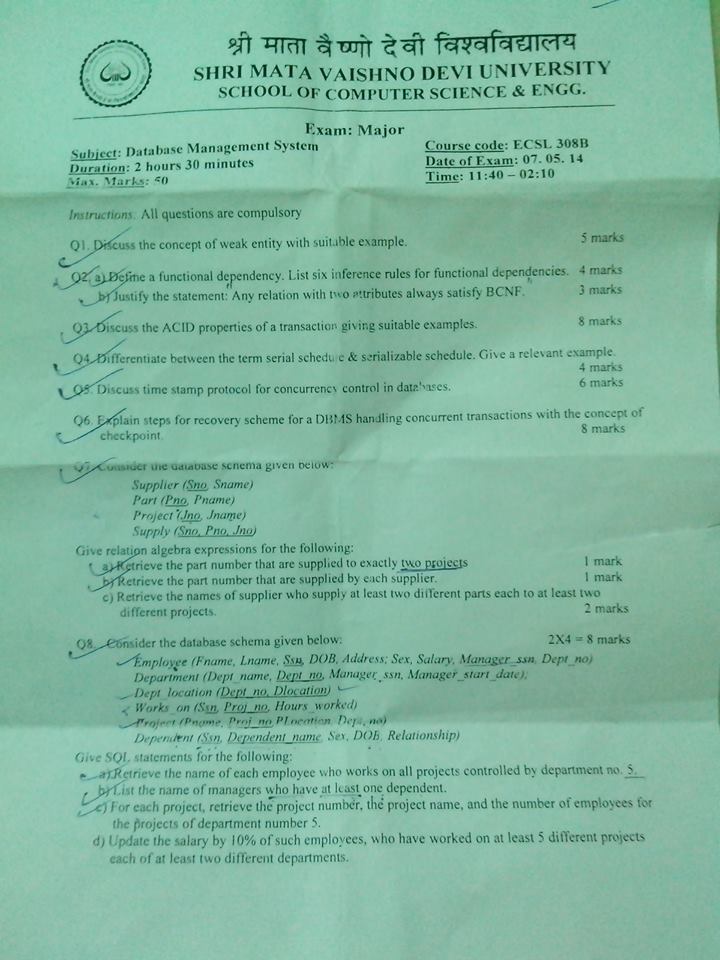 श्री माता वैष्णो देवी विश्वविद्यालय
SHRI MATA VAISHNO DEVI UNIVERSITY
SCHOOL OF COMPUTER SCIENCE & ENGG.
Exam: Major
Subject: Database Management System
Course code: ECSL 308B
Duration: 2 hours 30 minutes
Date of Exam: 07. 05. 14
Max. Marks: 50
Time: 11:40 – 02:10
Instructions. All questions are compulsory
Q1. Discuss the concept of weak entity with suitable example. 5 marks
Q2. a) Define a functional dependency. List six inference rules for functional dependencies. 4 marks
b) Justify the statement: Any relation with two attributes always satisfy BCNF. 3 marks
Q3. Discuss the ACID properties of a transaction giving suitable examples. 8 marks
Q4. Differentiate between the term serial schedule & serializable schedule. Give a relevant example.
4 marks
Q5. Discuss time stamp protocol for concurrency control in databases. 6 marks
Q6. Explain steps for recovery scheme for a DBMS handling concurrent transactions with the concept of
checkpoint. 8 marks
Q7. Consider the database schema given below:
Supplier (Sno, Sname)
Part (Pno, Pname)
Project (Jno, Jname)
Supply (Sno, Pno, Jno)
Give relation algebra expressions for the following:
a) Retrieve the part number that are supplied to exactly two projects 1 mark
b) Retrieve the part number that are supplied by each supplier. 1 mark
c) Retrieve the names of supplier who supply at least two different parts each to at least two
different projects. 2 marks
Q8. Consider the database schema given below: 2X4 = 8 marks
Employee (Fname, Lname, Ssn, DOB, Address, Sex, Salary, Manager_ssn, Dept_no)
Department (Dept_name, Dept_no, Manager_ssn, Manager_start_date),
Dept_location (Dept_no, Dlocation)
Works_on (Ssn, Proj_no, Hours_worked)
Project (Pname, Proj_no PLocation, Dept_no)
Dependent (Ssn, Dependent_name, Sex, DOB, Relationship)
Give SQL statements for the following:
a) Retrieve the name of each employee who works on all projects controlled by department no. 5.
b) List the name of managers who have at least one dependent.
c) For each project, retrieve the project number, the project name, and the number of employees for
the projects of department number 5.
d) Update the salary by 10% of such employees, who have worked on at least 5 different projects
each of at least two different departments.